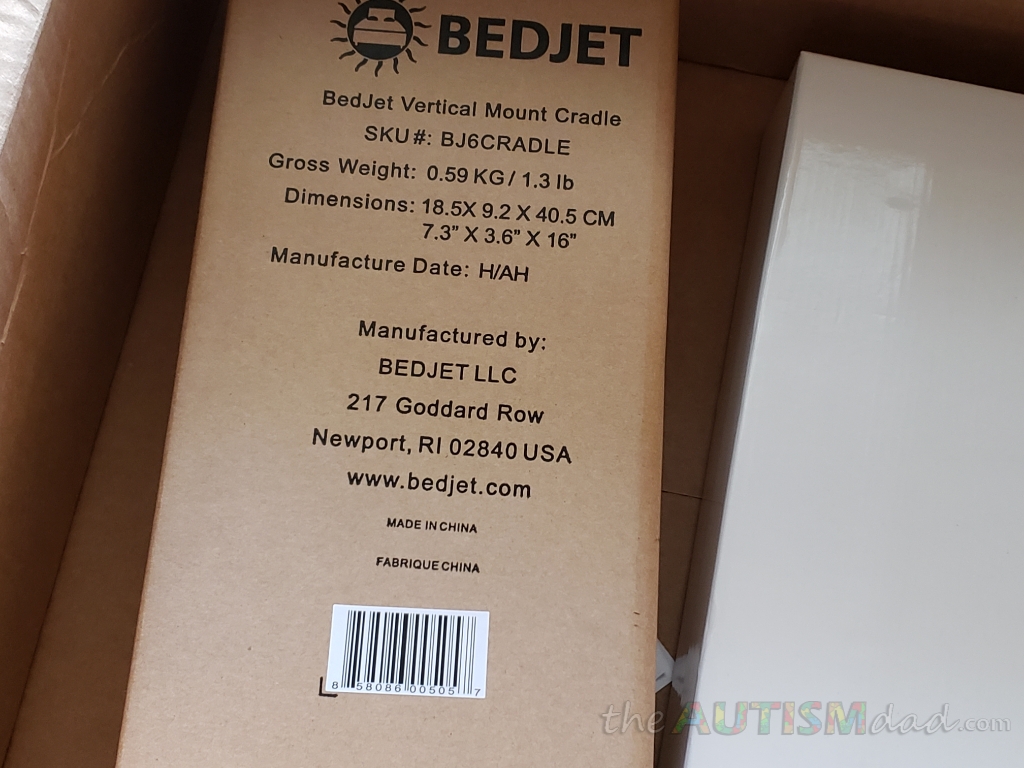 BEDJET
BedJet Vertical Mount Cradle
SKU#: BJ6CRADLE
Gross Weight: 0.59 KG / 1.3 lb
Dimensions: 18.5X 9.2 X 40.5 CM
7.3” X 3.6” X 16”
Manufacture Date: H/AH
Manufactured by:
BEDJET LLC
217 Goddard Row
Newport, RI 02840 USA
www.bedjet.com
MADE IN CHINA
FABRIQUE CHINA
8 58086 00505 7
the AUTISMdad.com